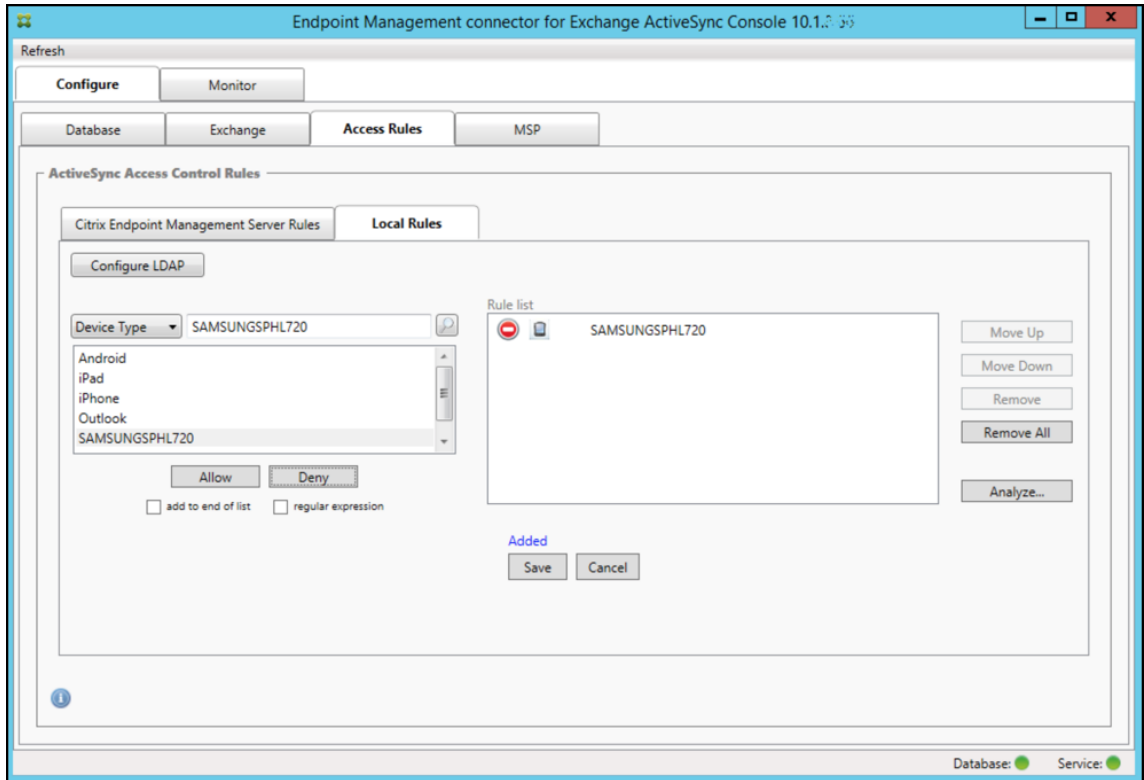 Endpoint Management connector for Exchange ActiveSync Console 10.1.
Refresh
Configure Monitor
Database Exchange Access Rules MSP
ActiveSync Access Control Rules
Citrix Endpoint Management Server Rules Local Rules
Configure LDAP
Rule list
Device Type SAMSUNGSPHL720
SAMSUNGSPHL720
Move Up
Android
iPad
Move Down
iPhone
Remove
Outlook
SAMSUNGSPHL720
Remove All
Allow Deny
Analyze...
add to end of list regular expression
Added
Save Cancel
Database: Service: